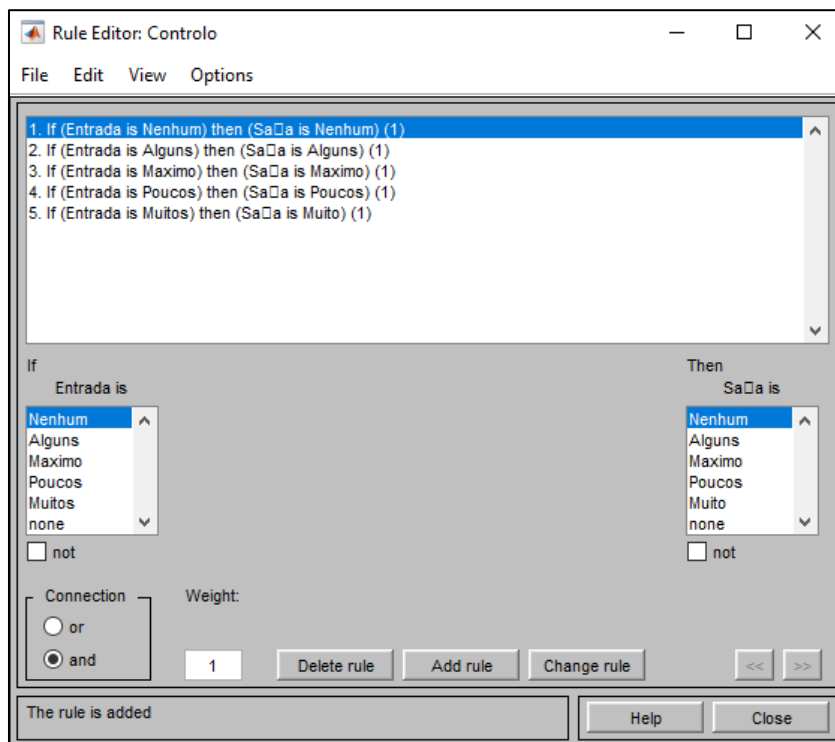 Rule Editor: Controlo
File Edit View Options
1. If (Entrada is Nenhum) then (Sa□a is Nenhum) (1)
2. If (Entrada is Alguns) then (Sa□a is Alguns) (1)
3. If (Entrada is Maximo) then (Sa□a is Maximo) (1)
4. If (Entrada is Poucos) then (Sa□a is Poucos) (1)
5. If (Entrada is Muitos) then (Sa□a is Muito) (1)
If
Then
Entrada is
Sa□a is
Nenhum
Alguns
Maximo
Poucos
Muitos
none
not
Nenhum
Alguns
Maximo
Poucos
Muito
none
not
Connection
or
and
Weight:
1
Delete rule
Add rule
Change rule
<<
>>
The rule is added
Help
Close